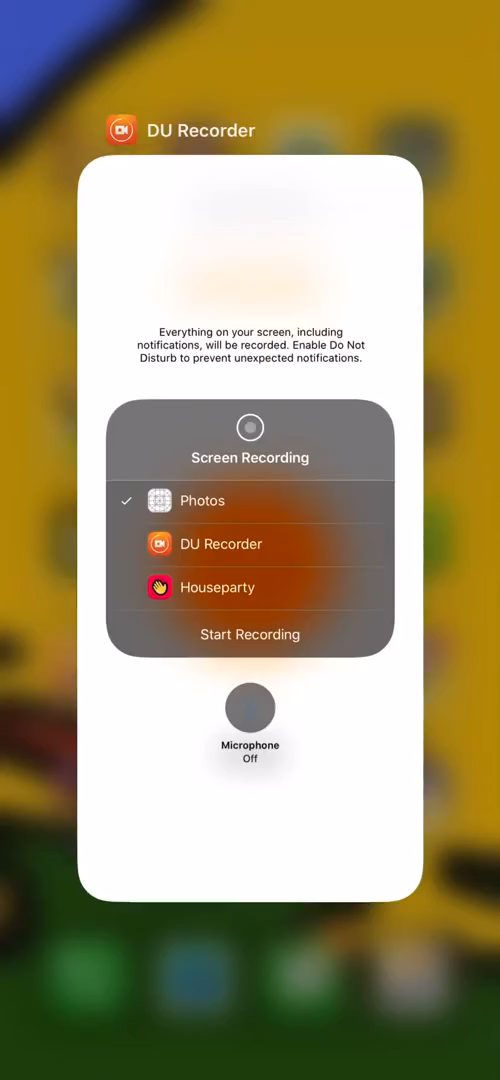 DU Recorder
Everything on your screen, including
notifications, will be recorded. Enable Do Not
Disturb to prevent unexpected notifications.
Screen Recording
Photos
DU Recorder
Houseparty
Start Recording
Microphone
Off